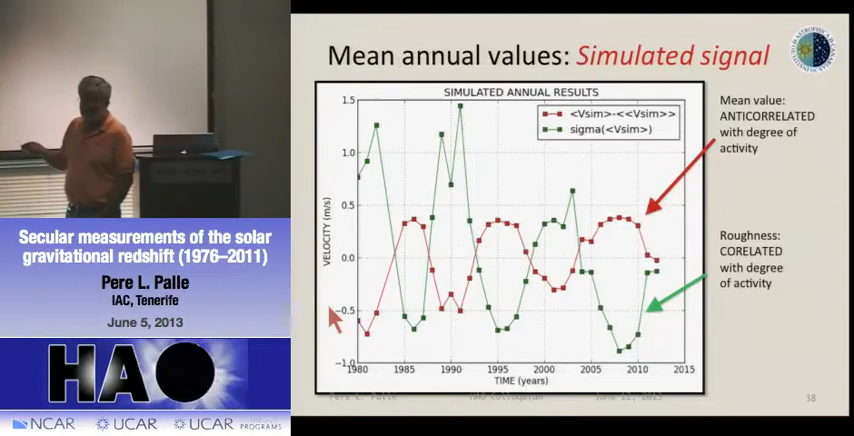 Mean annual values: Simulated signal
SIMULATED ANNUAL RESULTS
<Vsim>-<<Vsim>>
sigma(<Vsim>)
1.5
1.0
0.5
0.0
−0.5
−1.0
VELOCITY (m/s)
1980 1985 1990 1995 2000 2005 2010 2015
TIME (years)
Mean value:
ANTICORRELATED
with degree of
activity
Roughness:
CORELATED
with degree
of activity
Pere L. Palle
HAO Colloquium
38
Secular measurements of the solar
gravitational redshift (1976–2011)
Pere L. Palle
IAC, Tenerife
June 5, 2013
HAO
NCAR UCAR UCAR
PROGRAMS